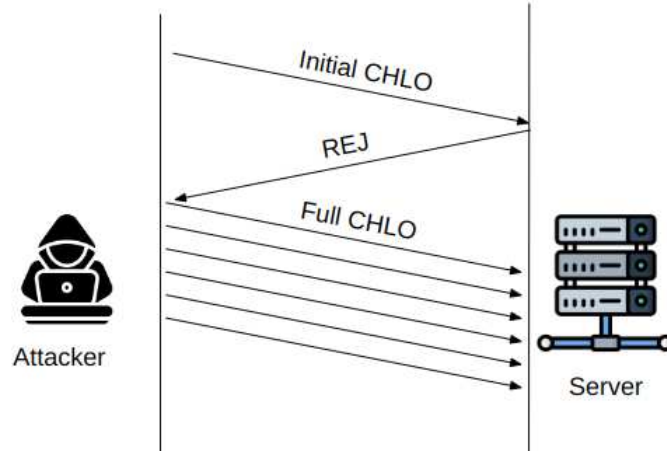 Initial CHLO
REJ
Full CHLO
Attacker
Server